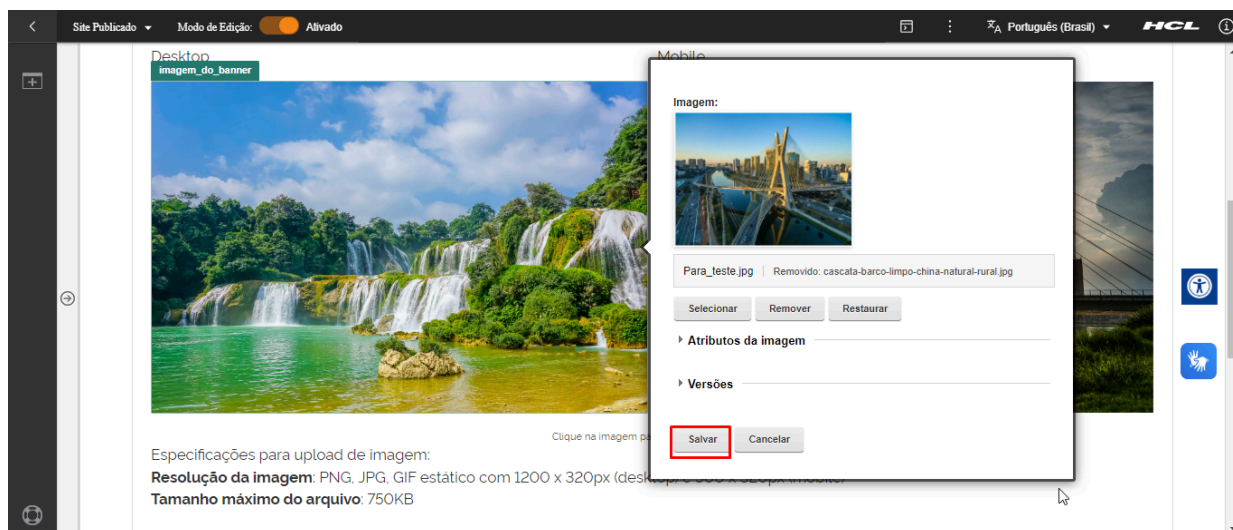 Site Publicado
Modo de Edição:
Ativado
Português (Brasil)
HCL
Desktop
Mobile
imagem_do_banner
Imagem:
Para_teste.jpg
Removido: cascata-barco-limpo-china-natural-rural.jpg
Selecionar
Remover
Restaurar
Atributos da imagem
Versões
Salvar
Cancelar
Clique na imagem
Especificações para upload de imagem:
Resolução da imagem: PNG, JPG, GIF estático com 1200 x 320px
Tamanho máximo do arquivo: 750KB